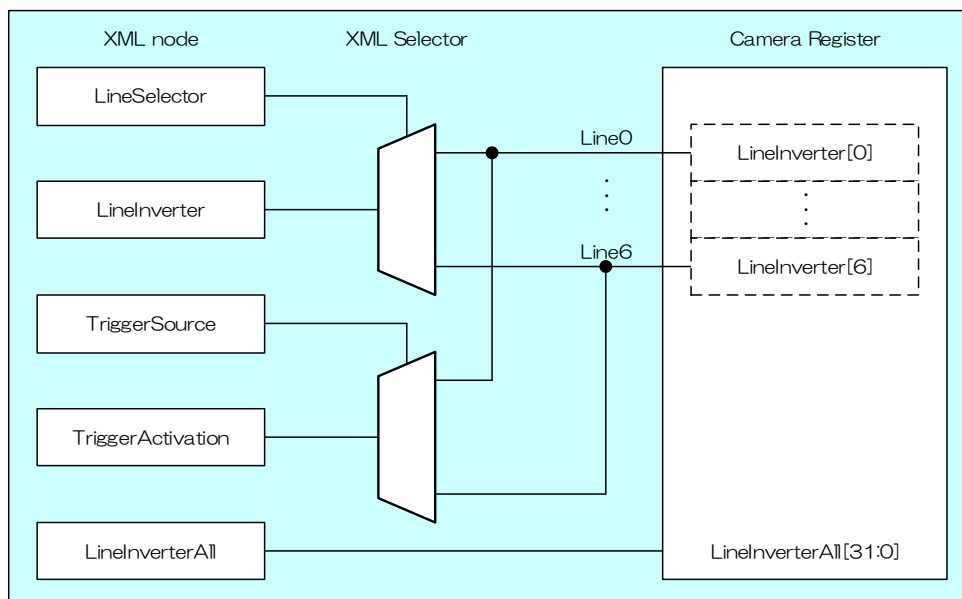 XML node
XML Selector
Camera Register
LineSelector
Line0
LineInverter[0]
LineInverter
Line6
LineInverter[6]
TriggerSource
TriggerActivation
LineInverterAll
LineInverterAll[31:0]